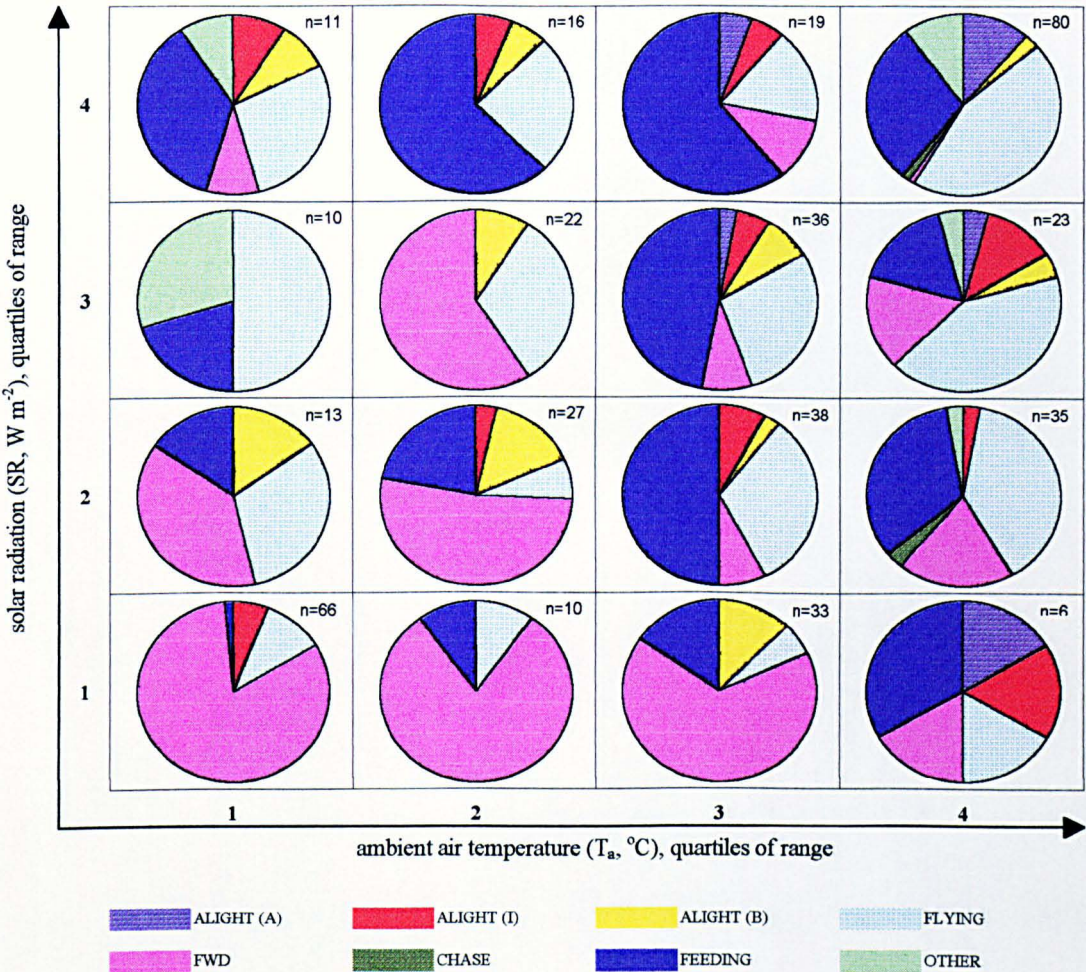 n=11
n=16
n=19
n=80
4
n=10
n=22
n=36
n=23
3
n=13
n=27
n=38
n=35
2
n=66
n=10
n=33
n=6
1
solar radiation (SR, W m⁻²), quartiles of range
1 2 3 4
ambient air temperature (Tₐ, °C), quartiles of range
ALIGHT (A) ALIGHT (I) ALIGHT (B) FLYING
FWD CHASE FEEDING OTHER